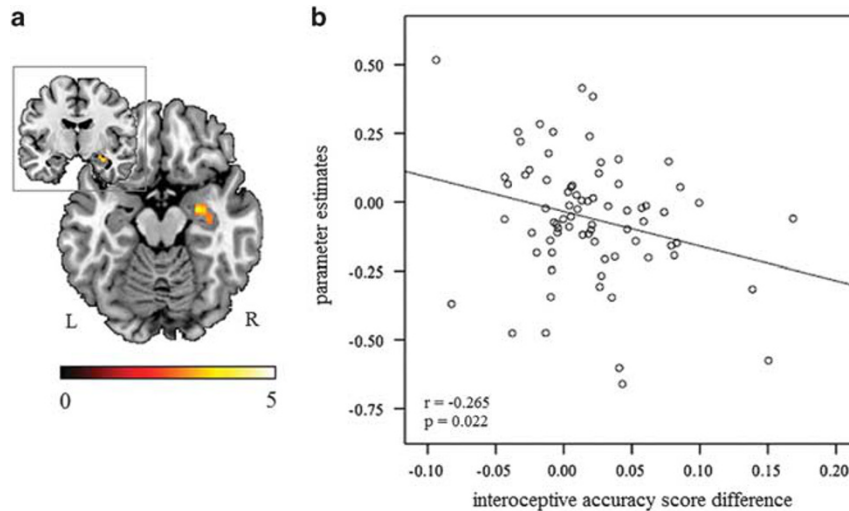 a
L
R
0
5
b
parameter estimates
0.50
0.25
0.00
-0.25
-0.50
-0.75
r = -0.265
p = 0.022
-0.10
-0.05
0.00
0.05
0.10
0.15
0.20
interoceptive accuracy score difference